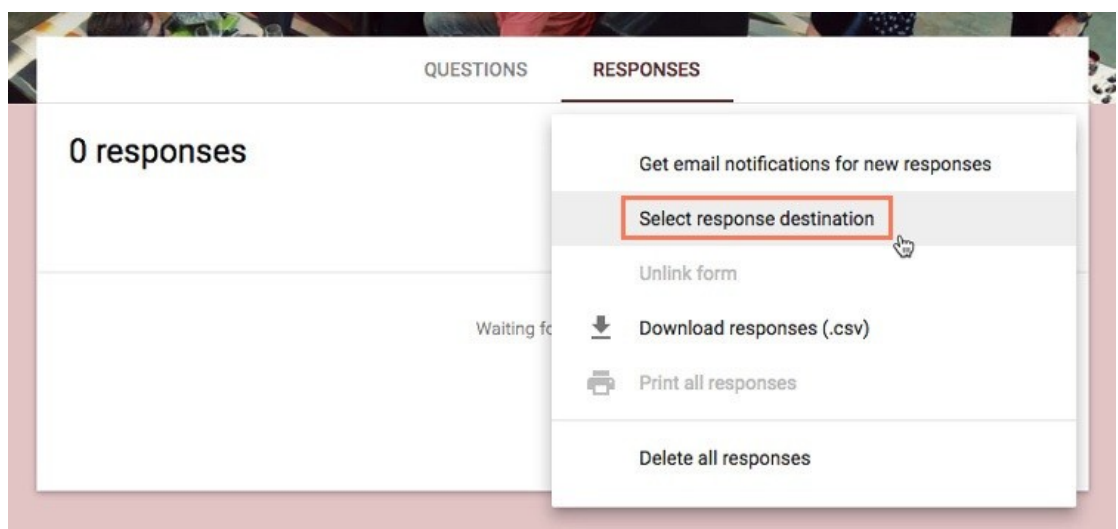 QUESTIONS RESPONSES
0 responses
Get email notifications for new responses
Select response destination
Unlink form
Waiting
Download responses (.csv)
Print all responses
Delete all responses